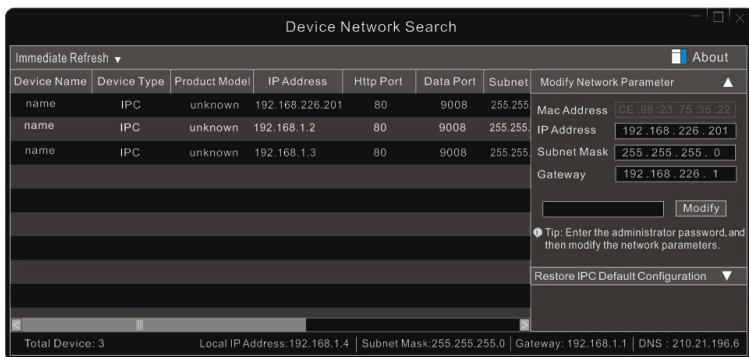 Device Network Search
Immediate Refresh ▼ About
Device Name Device Type Product Model IP Address Http Port Data Port Subnet Modify Network Parameter ▲
name IPC unknown 192.168.226.201 80 9008 255.255. Mac Address CE :98 :23 :75 :35 :22
name IPC unknown 192.168.1.2 80 9008 255.255. IP Address 192 .168 .226 .201
name IPC unknown 192.168.1.3 80 9008 255.255. Subnet Mask 255 .255 .255 . 0
Gateway 192 .168 .226 . 1
Modify
Tip: Enter the administrator password, and
then modify the network parameters.
Restore IPC Default Configuration ▼
Total Device: 3 Local IP Address:192.168.1.4 Subnet Mask:255.255.255.0 Gateway: 192.168.1.1 DNS : 210.21.196.6